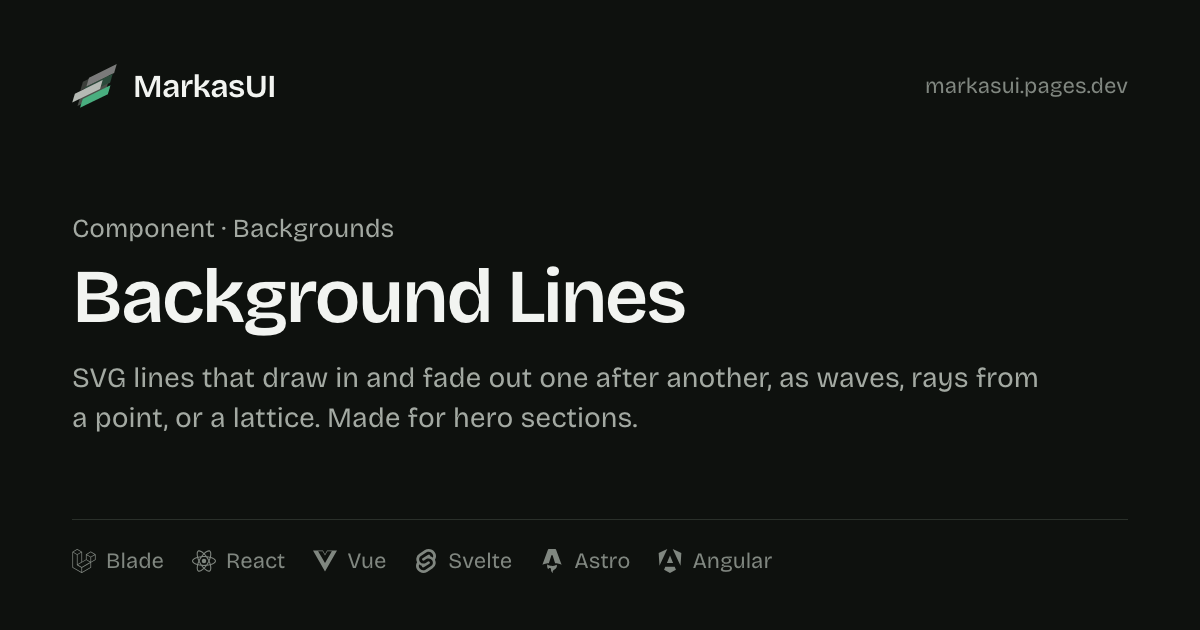 MarkasUI
markasui.pages.dev
Component · Backgrounds
Background Lines
SVG lines that draw in and fade out one after another, as waves, rays from
a point, or a lattice. Made for hero sections.
Blade React Vue Svelte Astro Angular